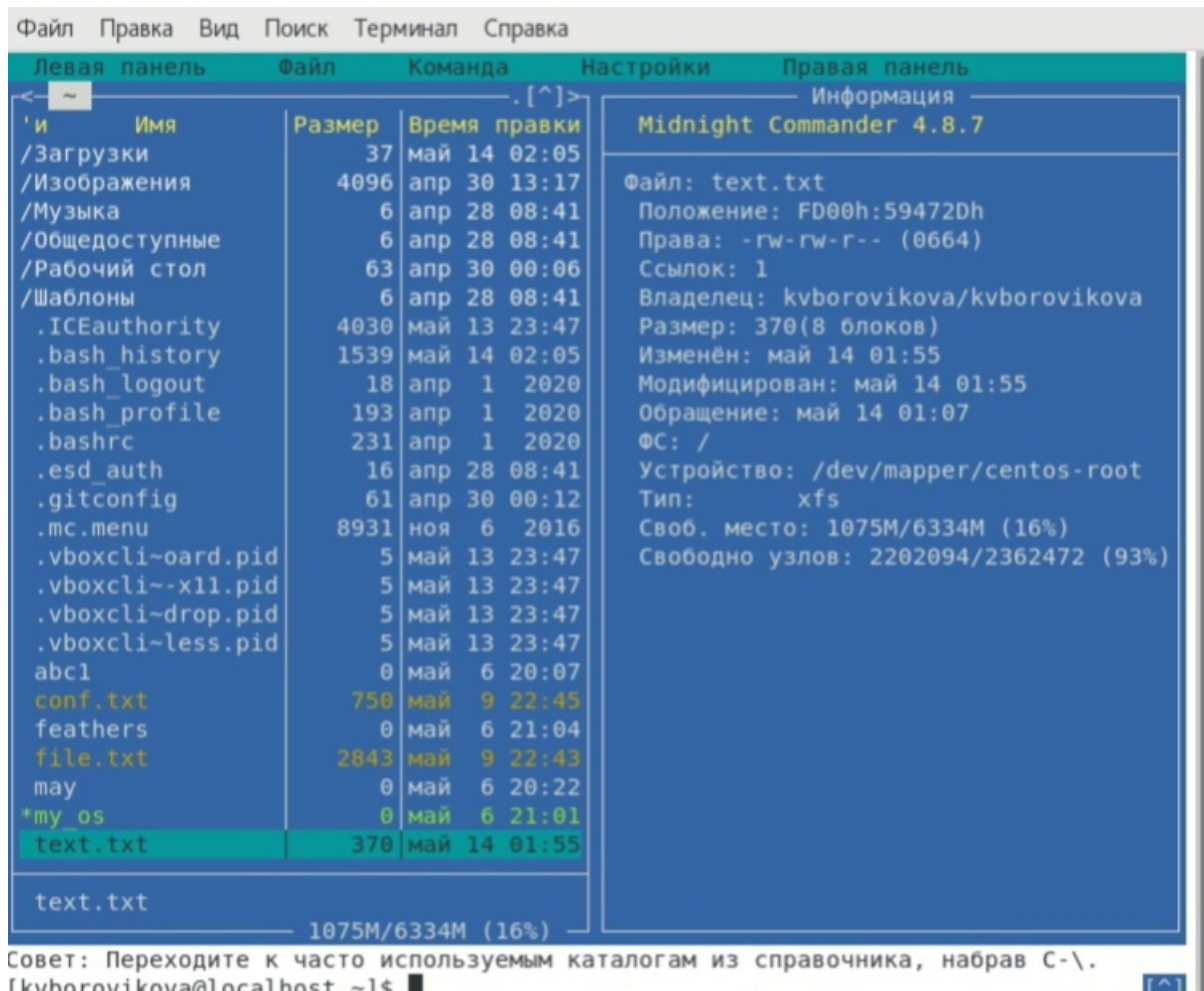 Файл Правка Вид Поиск Терминал Справка
Левая панель Файл Команда Настройки Правая панель
<— ~ .[^]>
'и Имя Размер Время правки
/Загрузки 37 май 14 02:05
/Изображения 4096 апр 30 13:17
/Музыка 6 апр 28 08:41
/Общедоступные 6 апр 28 08:41
/Рабочий стол 63 апр 30 00:06
/Шаблоны 6 апр 28 08:41
.ICEauthority 4030 май 13 23:47
.bash_history 1539 май 14 02:05
.bash_logout 18 апр 1 2020
.bash_profile 193 апр 1 2020
.bashrc 231 апр 1 2020
.esd_auth 16 апр 28 08:41
.gitconfig 61 апр 30 00:12
.mc.menu 8931 ноя 6 2016
.vboxcli~oard.pid 5 май 13 23:47
.vboxcli~-x11.pid 5 май 13 23:47
.vboxcli~drop.pid 5 май 13 23:47
.vboxcli~less.pid 5 май 13 23:47
abc1 0 май 6 20:07
conf.txt 750 май 9 22:45
feathers 0 май 6 21:04
file.txt 2843 май 9 22:43
may 0 май 6 20:22
*my_os 0 май 6 21:01
text.txt 370 май 14 01:55
text.txt
1075M/6334M (16%)
Информация
Midnight Commander 4.8.7
Файл: text.txt
Положение: FD00h:59472Dh
Права: -rw-rw-r-- (0664)
Ссылок: 1
Владелец: kvborovikova/kvborovikova
Размер: 370(8 блоков)
Изменён: май 14 01:55
Модифицирован: май 14 01:55
Обращение: май 14 01:07
ФС: /
Устройство: /dev/mapper/centos-root
Тип: xfs
Своб. место: 1075M/6334M (16%)
Свободно узлов: 2202094/2362472 (93%)
Совет: Переходите к часто используемым каталогам из справочника, набрав C-\.
[kvborovikova@localhost ~]$ [^]